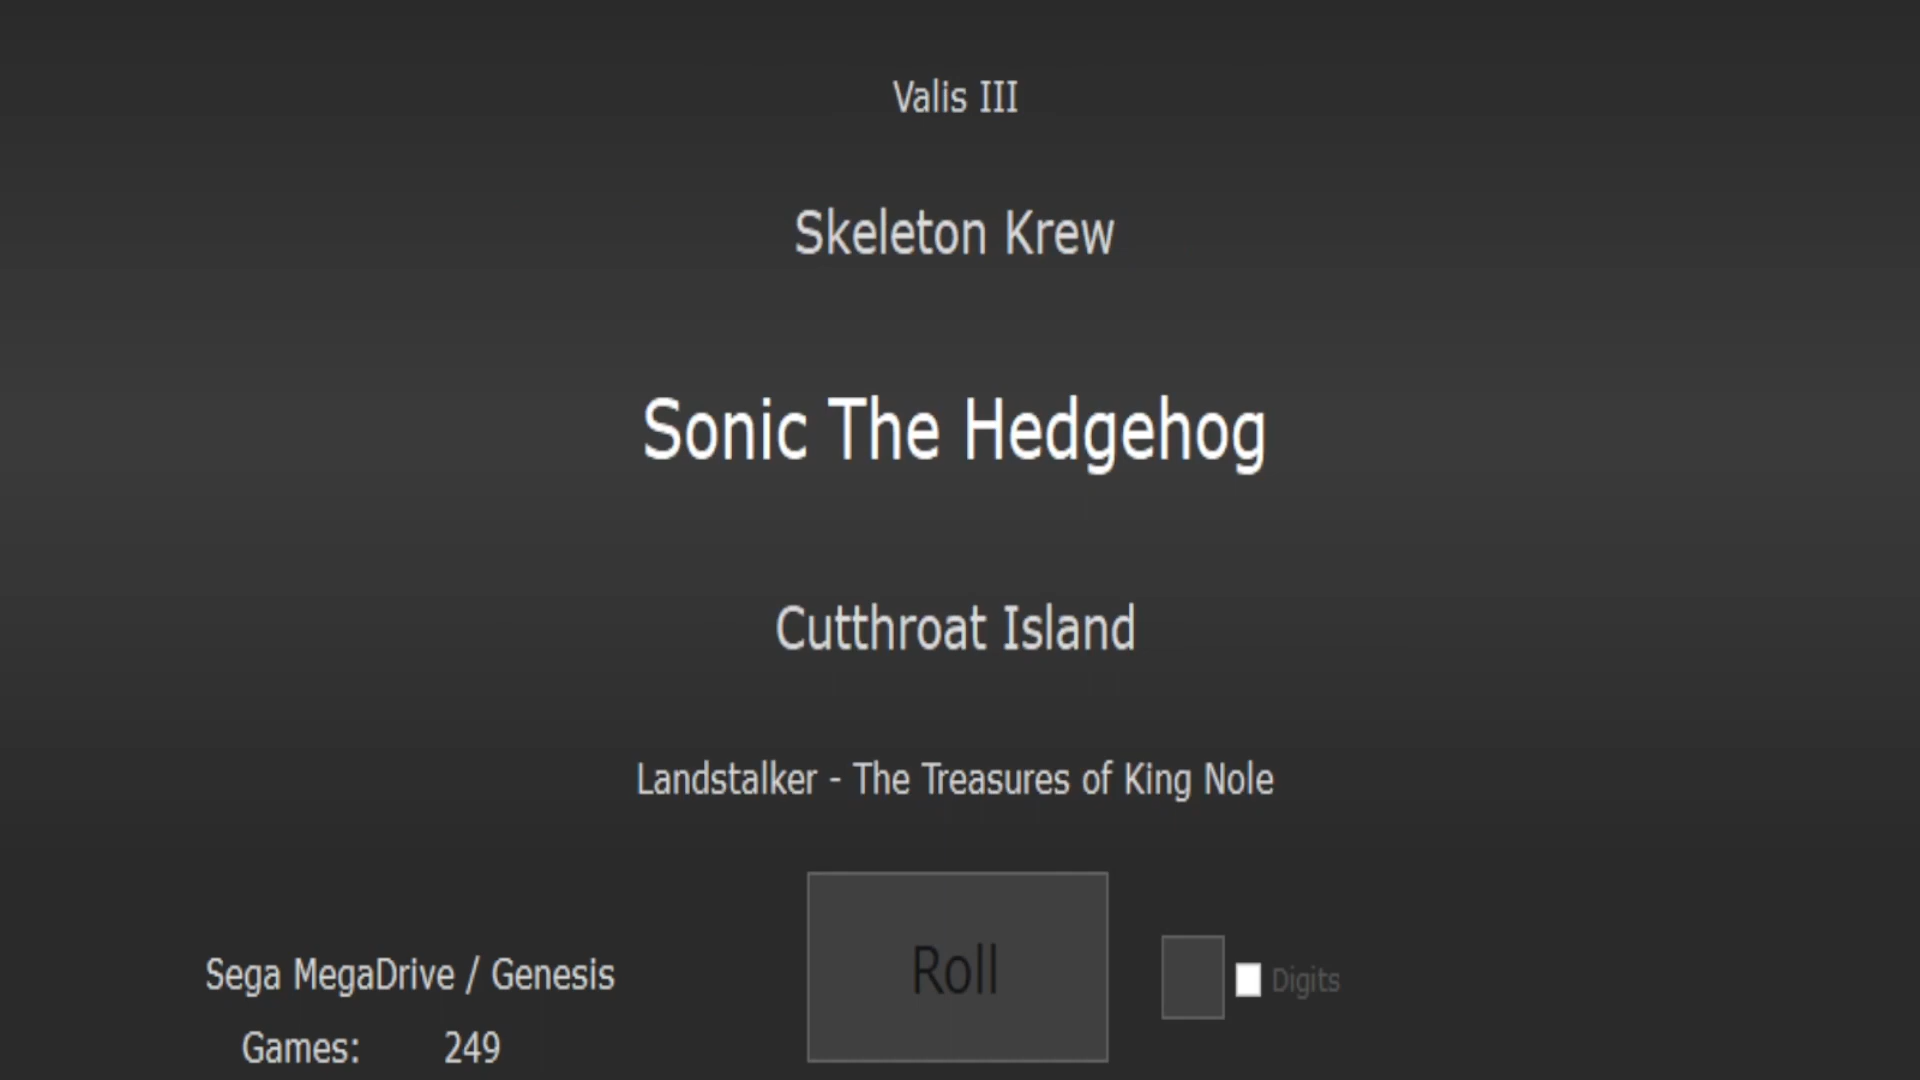 Valis III
Skeleton Krew
Sonic The Hedgehog
Cutthroat Island
Landstalker - The Treasures of King Nole
Roll
Digits
Sega MegaDrive / Genesis
Games: 249